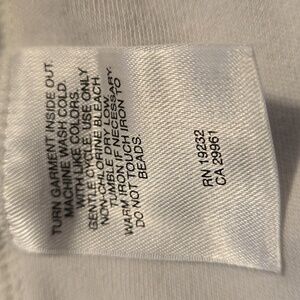 TURN GARMENT INSIDE OUT.
MACHINE WASH COLD.
WITH LIKE COLORS.
GENTLE CYCLE. USE ONLY
NON-CHLORINE BLEACH.
TUMBLE DRY LOW.
WARM IRON, IF NECESSARY.
DO NOT TOUCH IRON TO
BEADS.
RN 19232
CA 29961